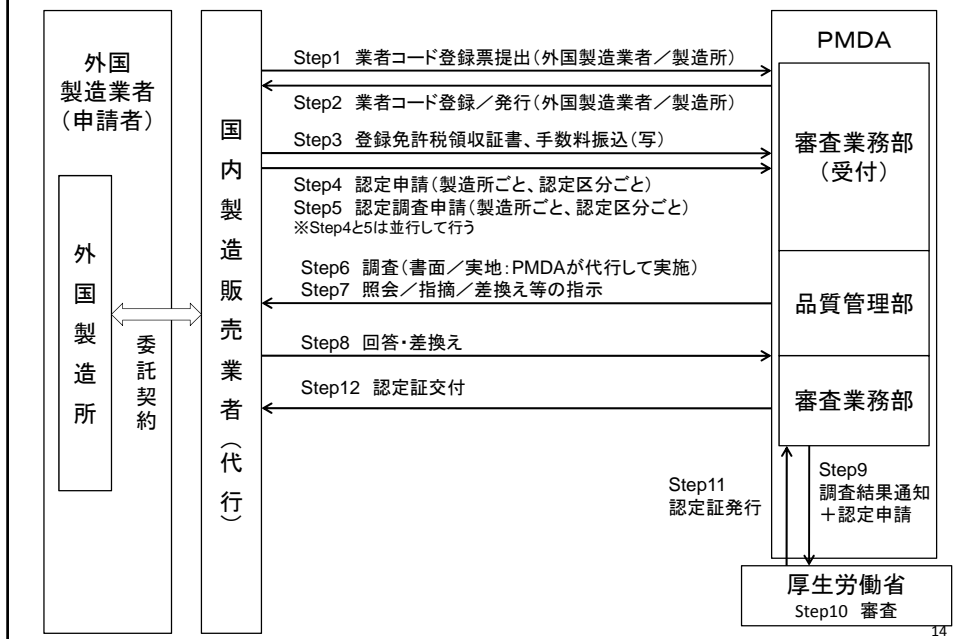 外国
製造業者
（申請者）
外国製造所
委託契約
国内製造販売業者（代行）
Step1　業者コード登録票提出（外国製造業者／製造所）
Step2　業者コード登録／発行（外国製造業者／製造所）
Step3　登録免許税領収証書、手数料振込（写）
Step4　認定申請（製造所ごと、認定区分ごと）
Step5　認定調査申請（製造所ごと、認定区分ごと）
※Step4と5は並行して行う
Step6　調査（書面／実地：PMDAが代行して実施）
Step7　照会／指摘／差換え等の指示
Step8　回答・差換え
Step12　認定証交付
PMDA
審査業務部
（受付）
品質管理部
審査業務部
Step11
認定証発行
Step9
調査結果通知
＋認定申請
厚生労働省
Step10　審査
14